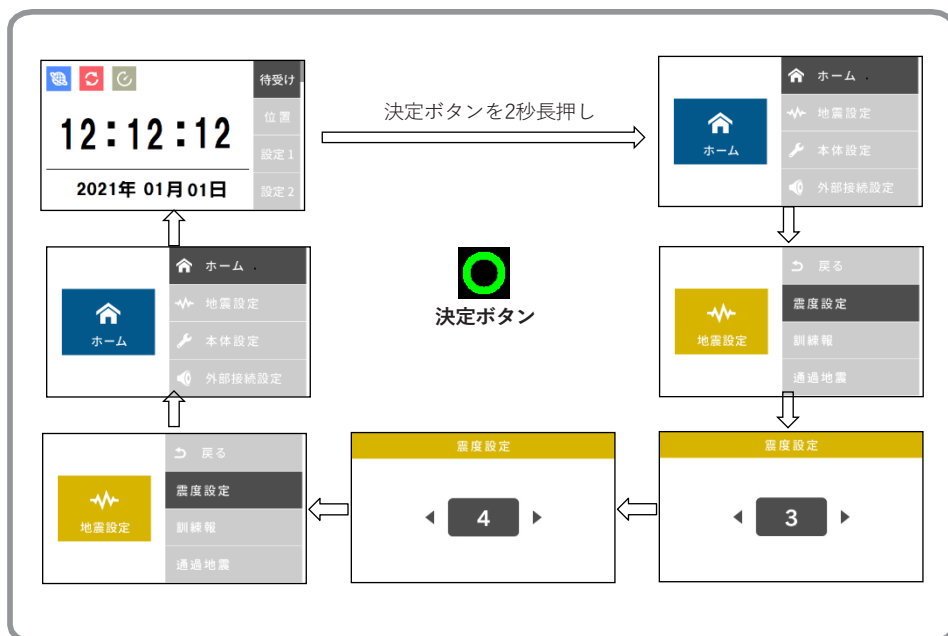 待受け
位置
設定1
設定2
12:12:12
2021年 01月01日
決定ボタンを2秒長押し
ホーム
ホーム
地震設定
本体設定
外部接続設定
ホーム
ホーム
地震設定
本体設定
外部接続設定
決定ボタン
地震設定
戻る
震度設定
訓練報
通過地震
地震設定
戻る
震度設定
訓練報
通過地震
震度設定
4
震度設定
3